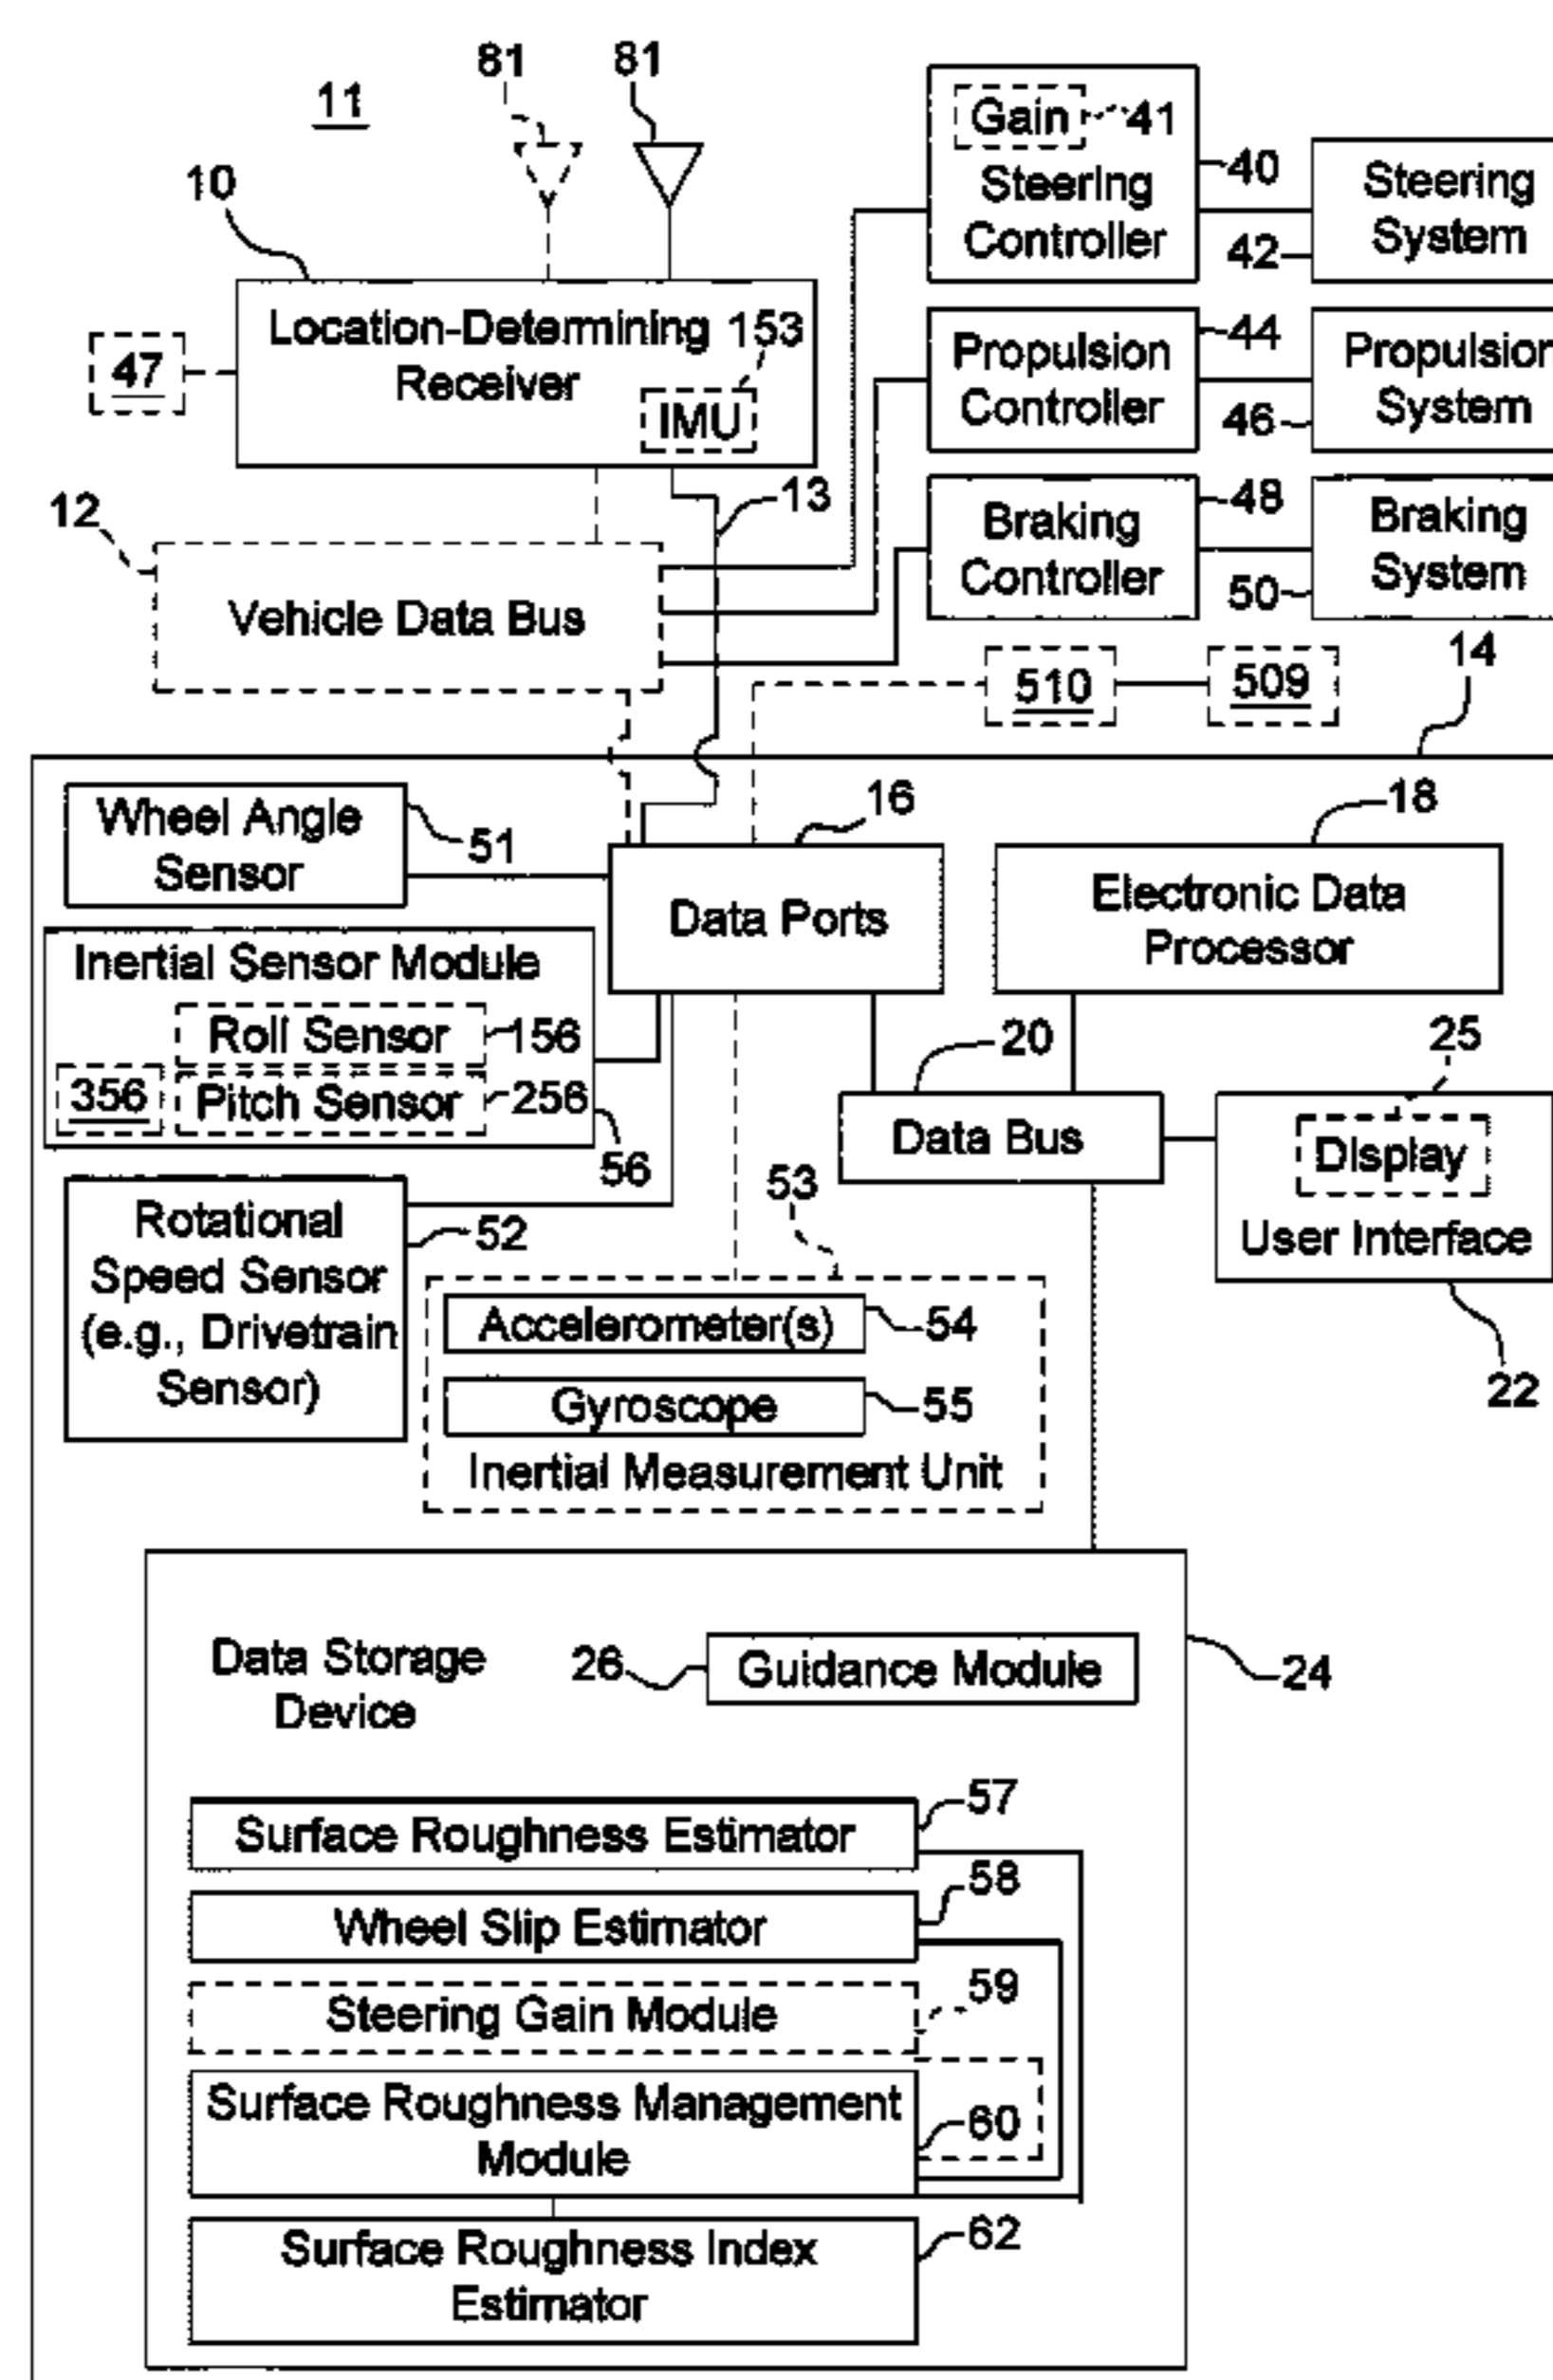 81
81
11
10
Gain
41
Steering
Controller
40
42
Steering
System
Location-Determining
Receiver
153
IMU
47
Propulsion
Controller
44
46
Propulsion
System
12
13
Vehicle Data Bus
Braking
Controller
48
50
Braking
System
510
509
14
Wheel Angle
Sensor
51
16
18
Data Ports
Electronic Data
Processor
Inertial Sensor Module
Roll Sensor
156
356
Pitch Sensor
256
56
20
25
Data Bus
Display
User Interface
22
Rotational
Speed Sensor
(e.g., Drivetrain
Sensor)
52
53
Accelerometer(s)
54
Gyroscope
55
Inertial Measurement Unit
Data Storage
Device
26
Guidance Module
24
Surface Roughness Estimator
57
Wheel Slip Estimator
58
Steering Gain Module
59
Surface Roughness Management
Module
60
Surface Roughness Index
Estimator
62